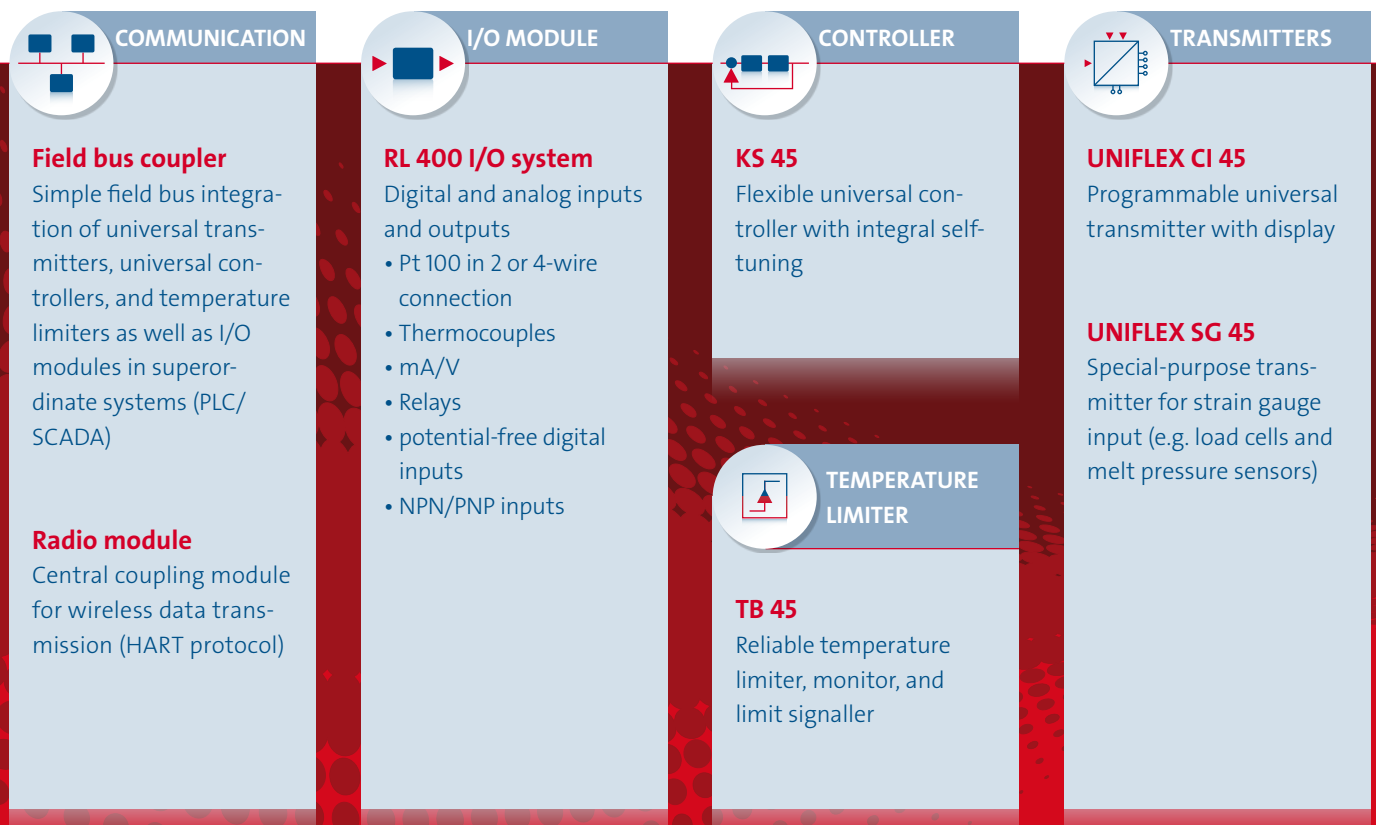 COMMUNICATION
Field bus coupler
Simple field bus integra-
tion of universal trans-
mitters, universal con-
trollers, and temperature
limiters as well as I/O
modules in superor-
dinate systems (PLC/
SCADA)
Radio module
Central coupling module
for wireless data trans-
mission (HART protocol)
I/O MODULE
RL 400 I/O system
Digital and analog inputs
and outputs
• Pt 100 in 2 or 4-wire
connection
• Thermocouples
• mA/V
• Relays
• potential-free digital
inputs
• NPN/PNP inputs
CONTROLLER
KS 45
Flexible universal con-
troller with integral self-
tuning
TEMPERATURE
LIMITER
TB 45
Reliable temperature
limiter, monitor, and
limit signaller
TRANSMITTERS
UNIFLEX CI 45
Programmable universal
transmitter with display
UNIFLEX SG 45
Special-purpose trans-
mitter for strain gauge
input (e.g. load cells and
melt pressure sensors)